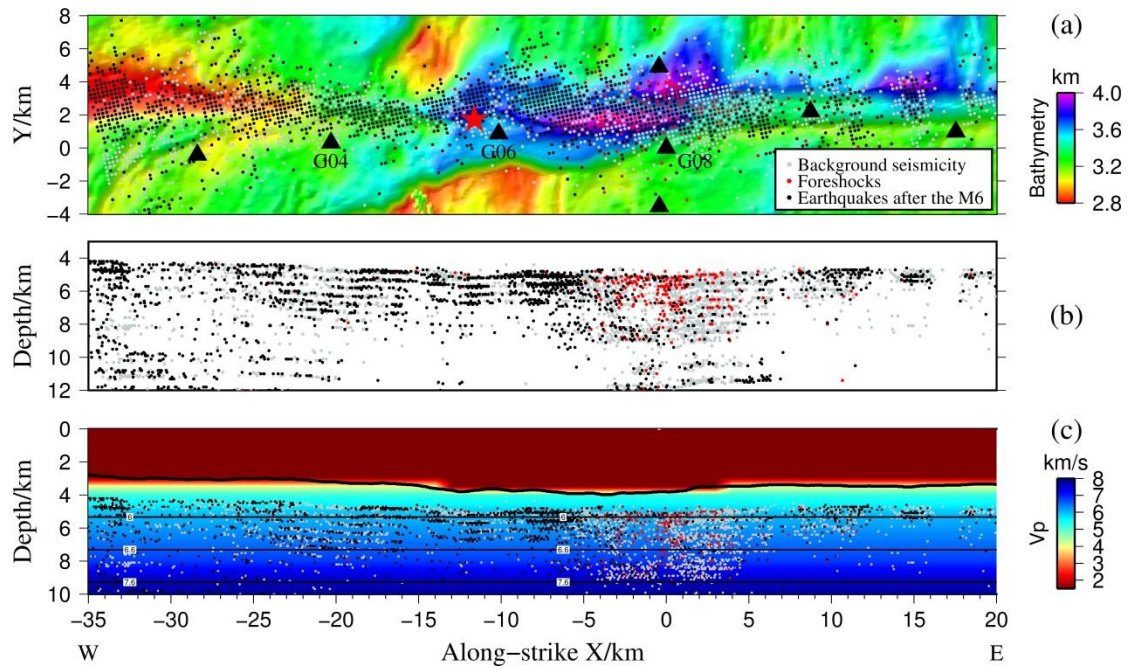 8
6
4
2
0
−2
−4
Y/km
G04
G06
G08
Background seismicity
Foreshocks
Earthquakes after the M6
(a)
km
4.0
3.6
3.2
2.8
Bathymetry
4
6
8
10
12
Depth/km
(b)
0
2
4
6
8
10
Depth/km
6
6
6.6
6.6
7.6
7.6
(c)
km/s
8
7
6
5
4
3
2
Vp
−35 −30 −25 −20 −15 −10 −5 0 5 10 15 20
W Along−strike X/km E